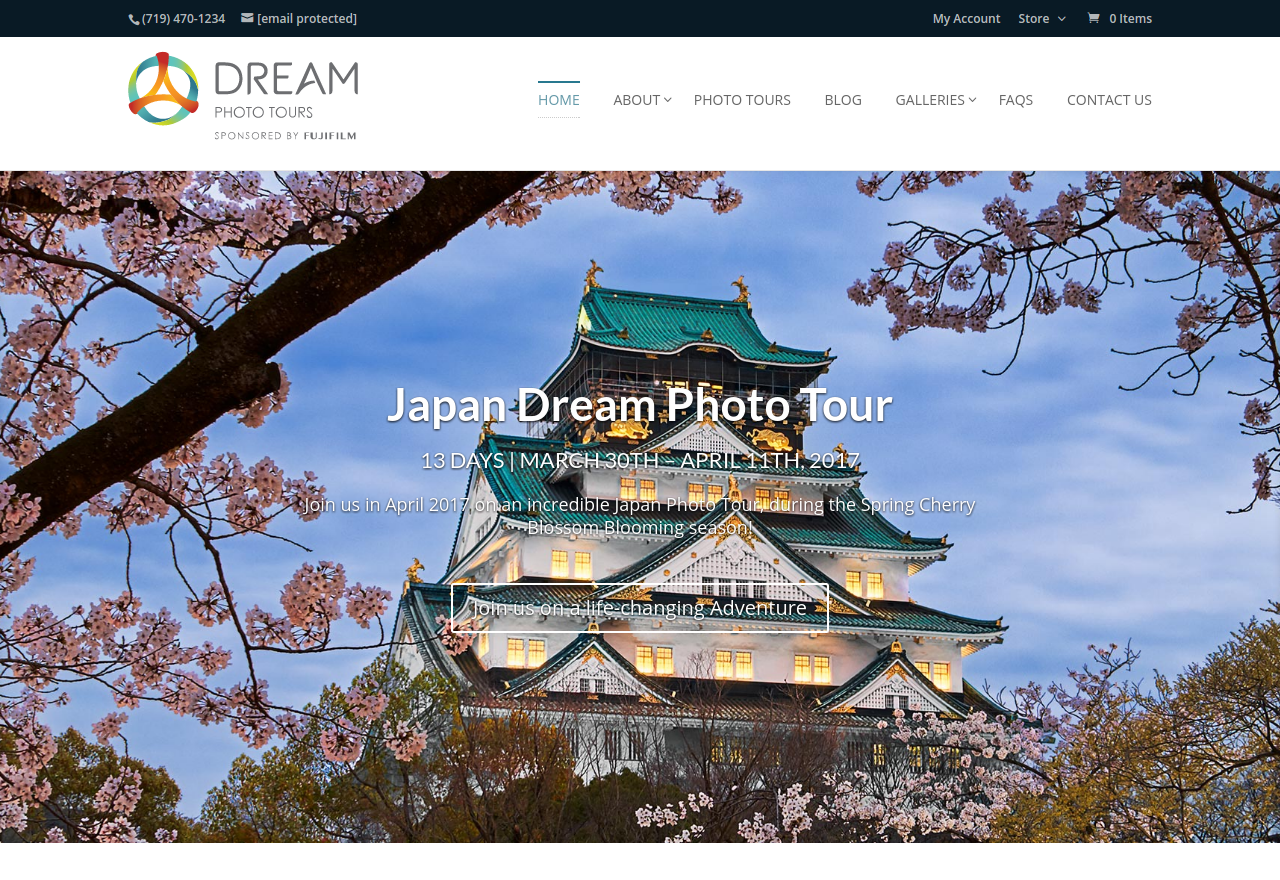 (719) 470-1234
[email protected]
My Account
Store
0 Items
DREAM
PHOTO TOURS
SPONSORED BY FUJIFILM
HOME
ABOUT
PHOTO TOURS
BLOG
GALLERIES
FAQS
CONTACT US
Japan Dream Photo Tour
13 DAYS | MARCH 30TH – APRIL 11TH, 2017
Join us in April 2017 on an incredible Japan Photo Tour, during the Spring Cherry
Blossom Blooming season!
Join us on a life-changing Adventure